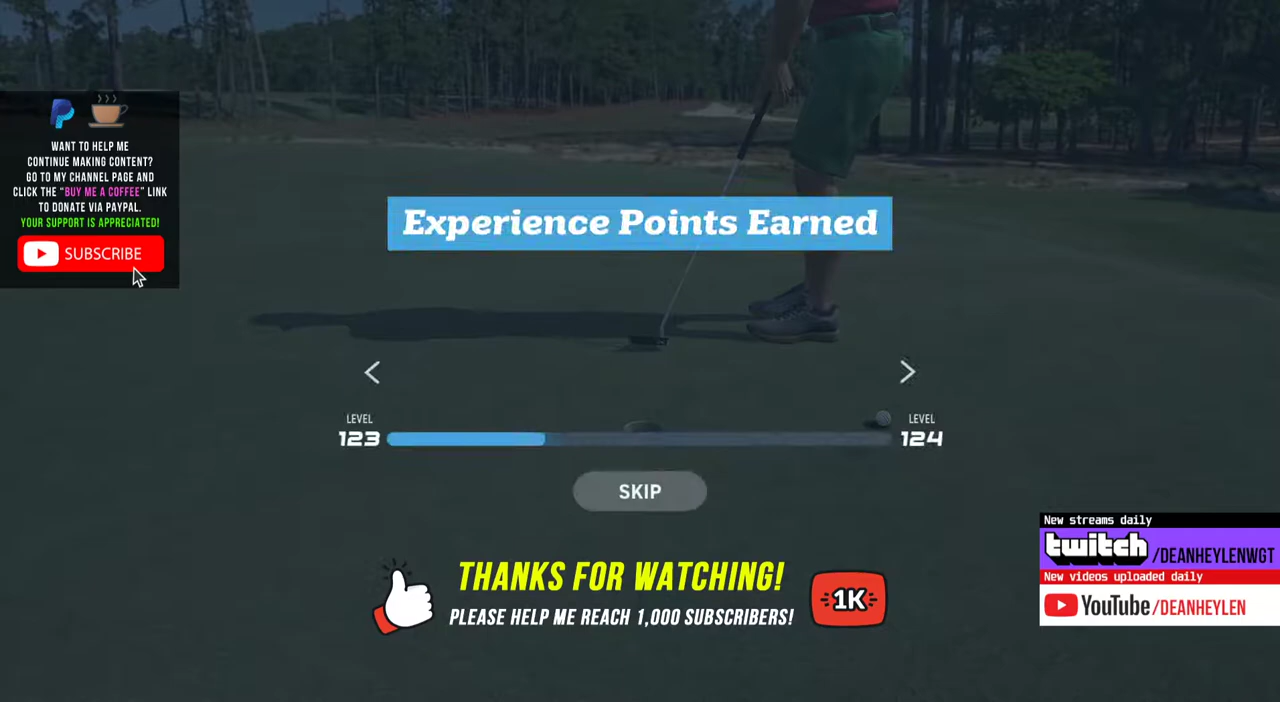 WANT TO HELP ME
CONTINUE MAKING CONTENT?
GO TO MY CHANNEL PAGE AND
CLICK THE "BUY ME A COFFEE" LINK
TO DONATE VIA PAYPAL.
YOUR SUPPORT IS APPRECIATED!
SUBSCRIBE
Experience Points Earned
LEVEL
123
LEVEL
124
SKIP
THANKS FOR WATCHING!
PLEASE HELP ME REACH 1,000 SUBSCRIBERS!
1K
New streams daily
twitch /DEANHEYLENWGT
New videos uploaded daily
YouTube /DEANHEYLEN